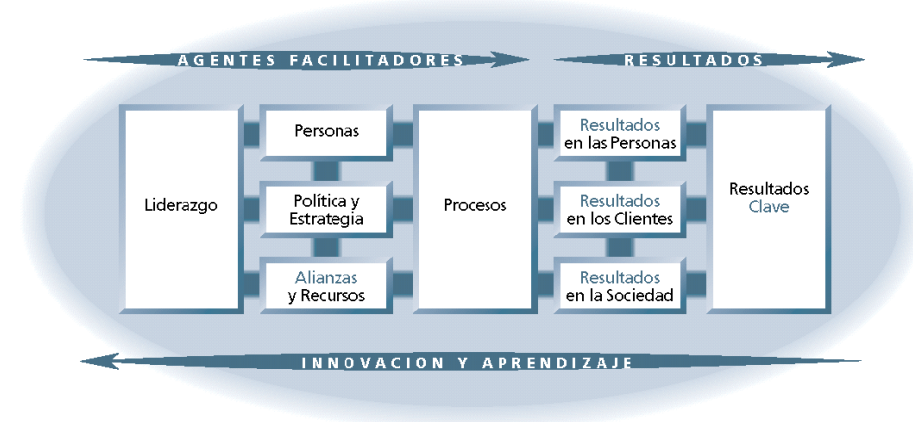 AGENTES FACILITADORES
RESULTADOS
Liderazgo
Personas
Política y
Estrategia
Alianzas
y Recursos
Procesos
Resultados
en las Personas
Resultados
en los Clientes
Resultados
en la Sociedad
Resultados
Clave
INNOVACION Y APRENDIZAJE